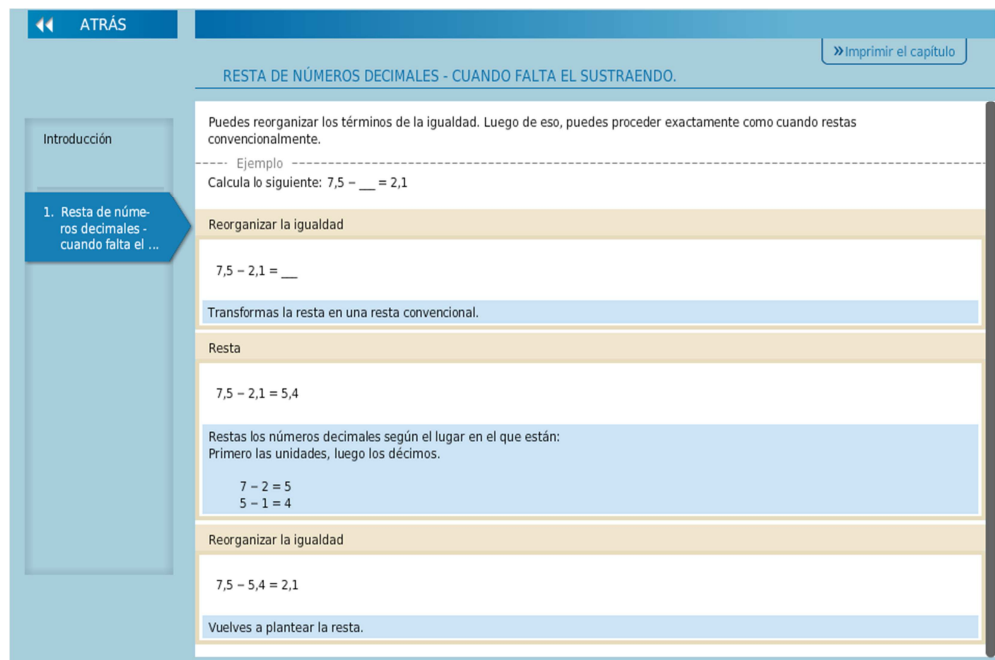 ATRÁS
»Imprimir el capítulo
RESTA DE NÚMEROS DECIMALES - CUANDO FALTA EL SUSTRAENDO.
Introducción
1. Resta de núme-
ros decimales -
cuando falta el ...
Puedes reorganizar los términos de la igualdad. Luego de eso, puedes proceder exactamente como cuando restas
convencionalmente.
Ejemplo
Calcula lo siguiente: 7,5 − __ = 2,1
Reorganizar la igualdad
7,5 − 2,1 = __
Transformas la resta en una resta convencional.
Resta
7,5 − 2,1 = 5,4
Restas los números decimales según el lugar en el que están:
Primero las unidades, luego los décimos.
7 − 2 = 5
5 − 1 = 4
Reorganizar la igualdad
7,5 − 5,4 = 2,1
Vuelves a plantear la resta.